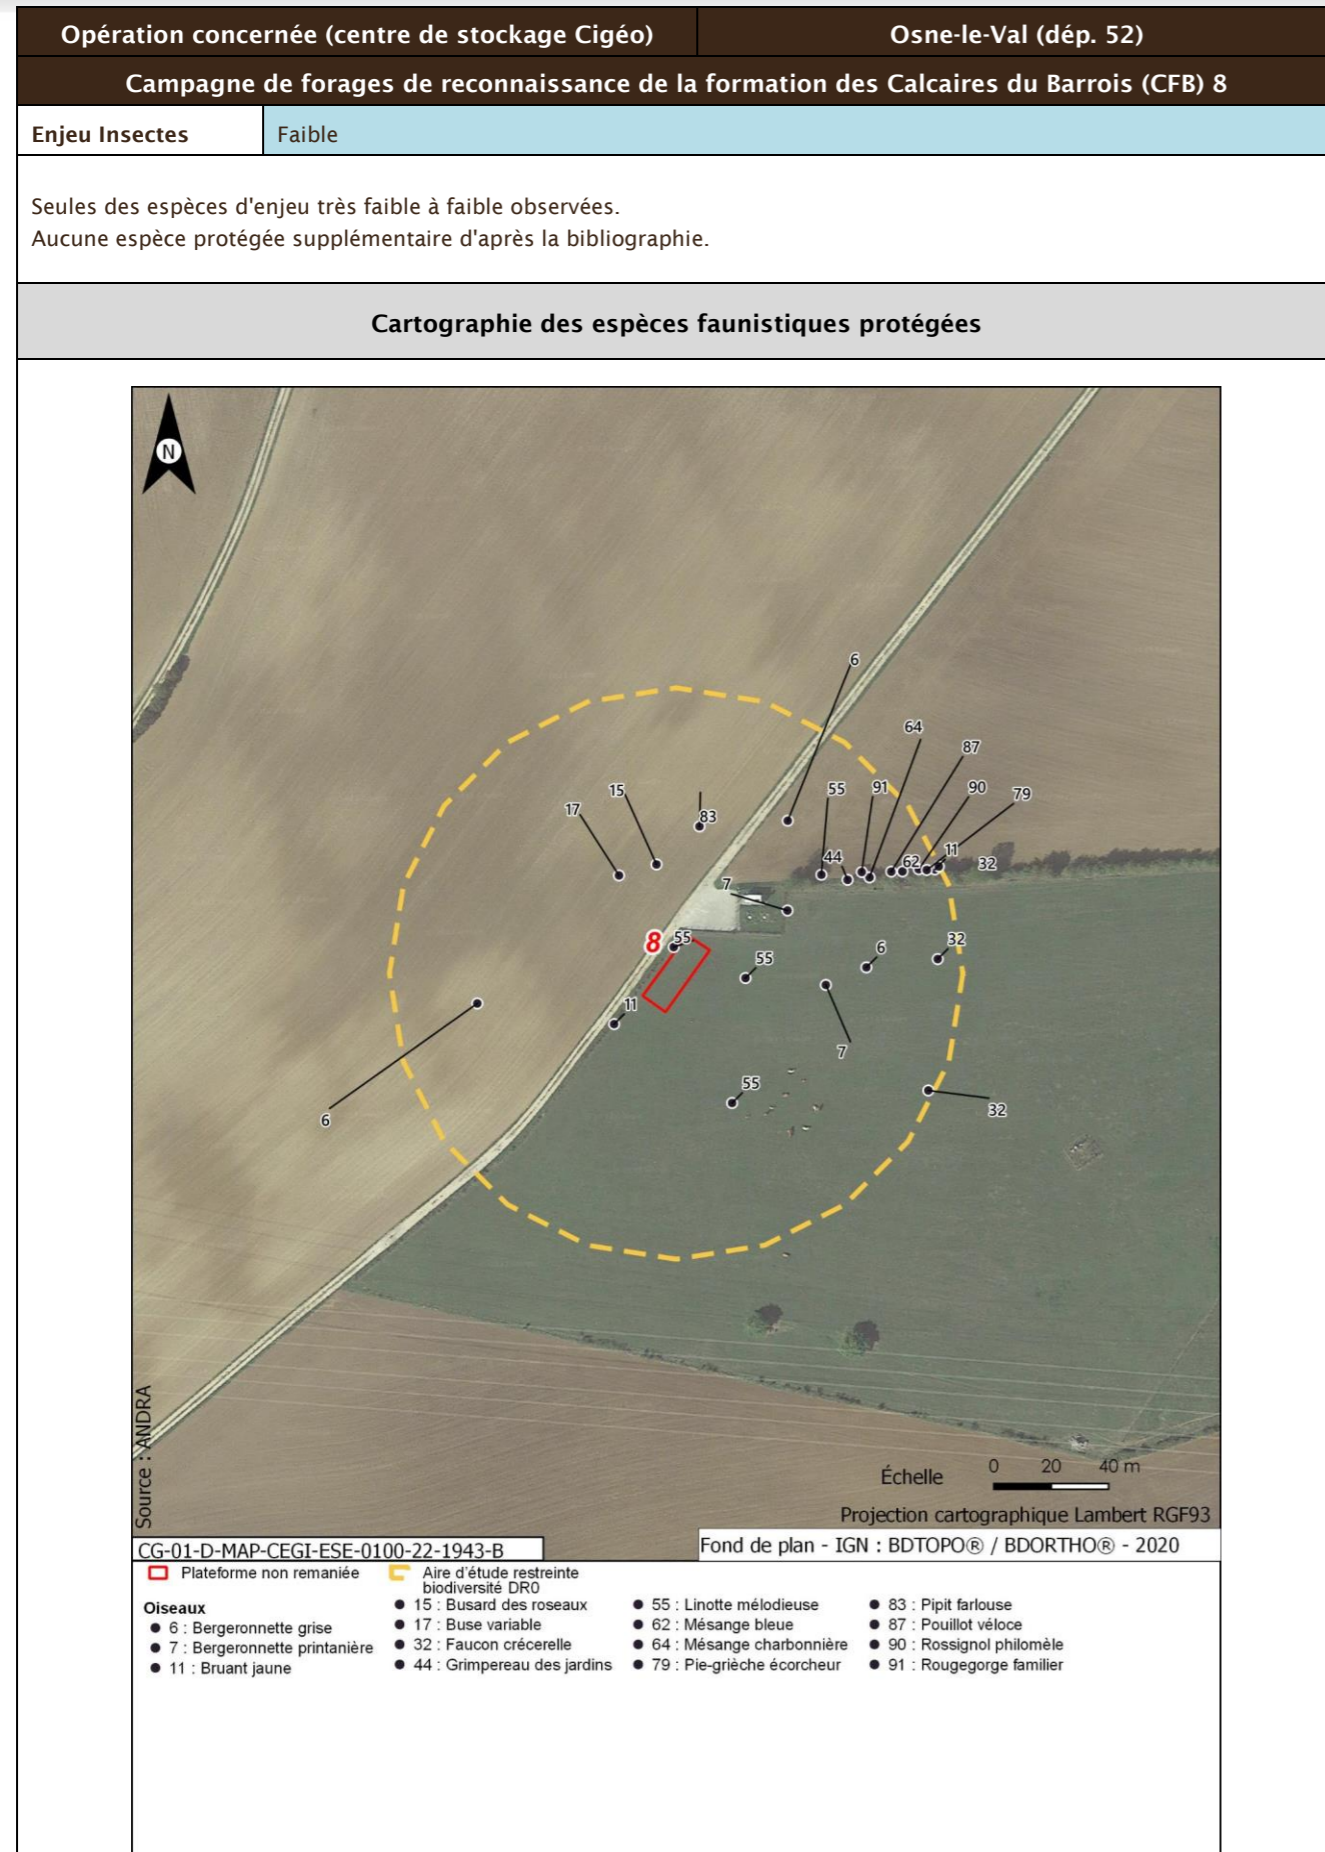 Opération concernée (centre de stockage Cigéo) Osne-le-Val (dép. 52)
Campagne de forages de reconnaissance de la formation des Calcaires du Barrois (CFB) 8
Enjeu Insectes Faible
Seules des espèces d'enjeu très faible à faible observées.
Aucune espèce protégée supplémentaire d'après la bibliographie.
Cartographie des espèces faunistiques protégées
N
6
64
87
15
55
91
90
79
17
83
11
44
62
32
7
8
55
55
6
32
11
7
55
32
6
Source : ANDRA
Échelle 0 20 40 m
Projection cartographique Lambert RGF93
CG-01-D-MAP-CEGI-ESE-0100-22-1943-B
Fond de plan - IGN : BDTOPO® / BDORTHO® - 2020
Plateforme non remaniée
Aire d'étude restreinte
biodiversité DR0
Oiseaux
6 : Bergeronnette grise
7 : Bergeronnette printanière
11 : Bruant jaune
15 : Busard des roseaux
17 : Buse variable
32 : Faucon crécerelle
44 : Grimpereau des jardins
55 : Linotte mélodieuse
62 : Mésange bleue
64 : Mésange charbonnière
79 : Pie-grièche écorcheur
83 : Pipit farlouse
87 : Pouillot véloce
90 : Rossignol philomèle
91 : Rougegorge familier